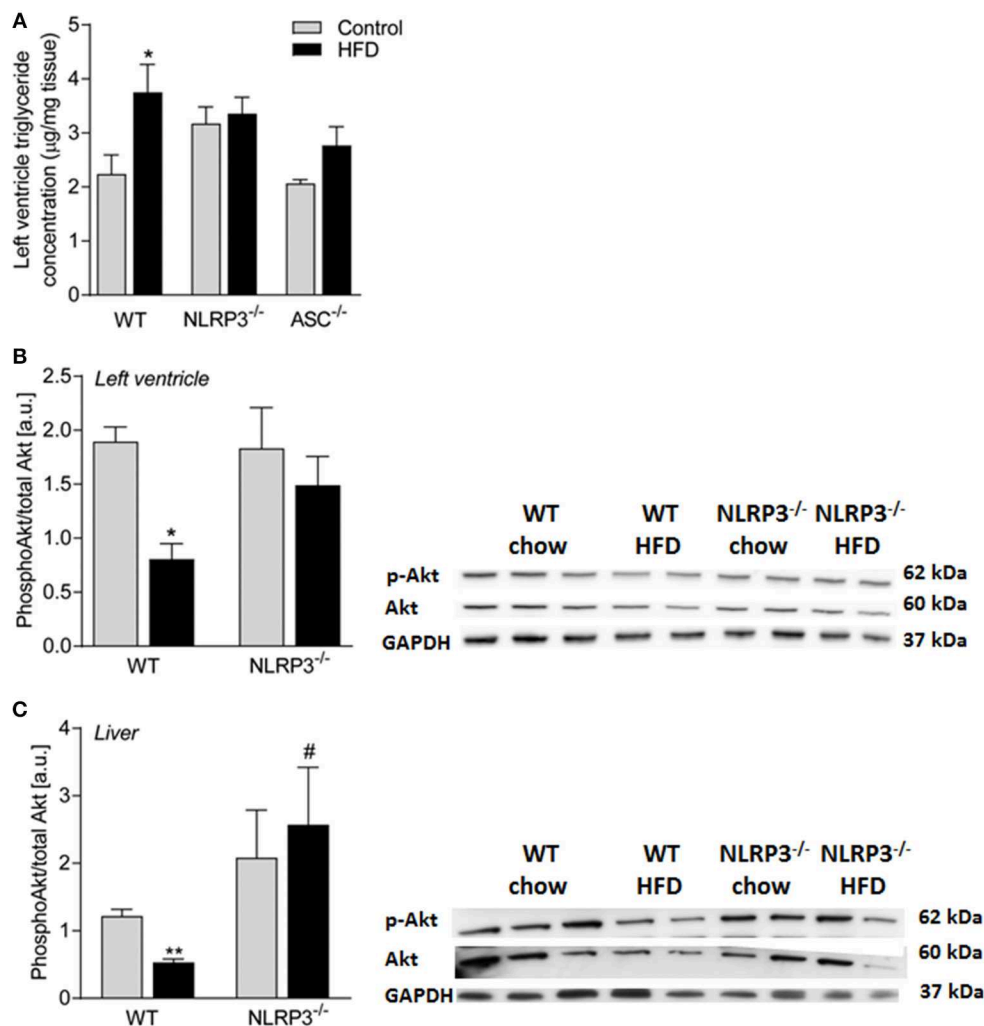 A
Left ventricle triglyceride
concentration (µg/mg tissue)
5
4
3
2
1
0
*
Control
HFD
WT NLRP3-/- ASC-/-
B
PhosphoAkt/total Akt [a.u.]
2.5
2.0
1.5
1.0
0.5
0.0
Left ventricle
*
WT NLRP3-/-
WT WT NLRP3-/- NLRP3-/-
chow HFD chow HFD
p-Akt 62 kDa
Akt 60 kDa
GAPDH 37 kDa
C
PhosphoAkt/total Akt [a.u.]
4
3
2
1
0
Liver
#
**
WT NLRP3-/-
WT WT NLRP3-/- NLRP3-/-
chow HFD chow HFD
p-Akt 62 kDa
Akt 60 kDa
GAPDH 37 kDa